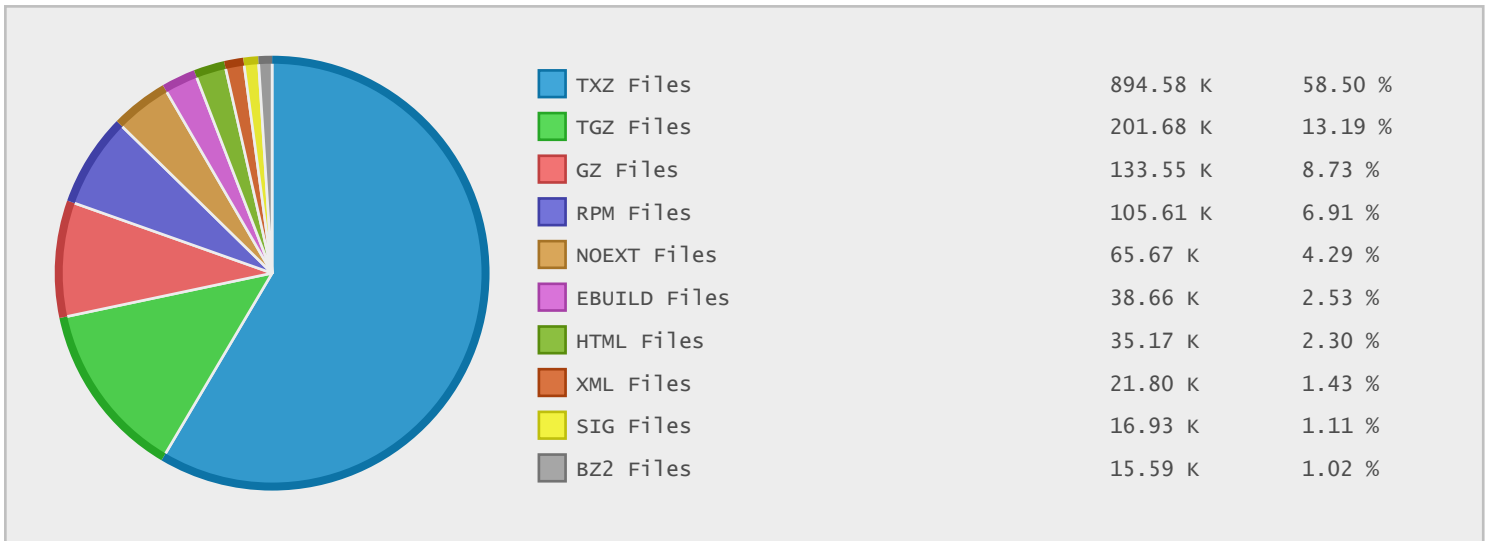 TXZ Files 894.58 K 58.50 %
TGZ Files 201.68 K 13.19 %
GZ Files 133.55 K 8.73 %
RPM Files 105.61 K 6.91 %
NOEXT Files 65.67 K 4.29 %
EBUILD Files 38.66 K 2.53 %
HTML Files 35.17 K 2.30 %
XML Files 21.80 K 1.43 %
SIG Files 16.93 K 1.11 %
BZ2 Files 15.59 K 1.02 %